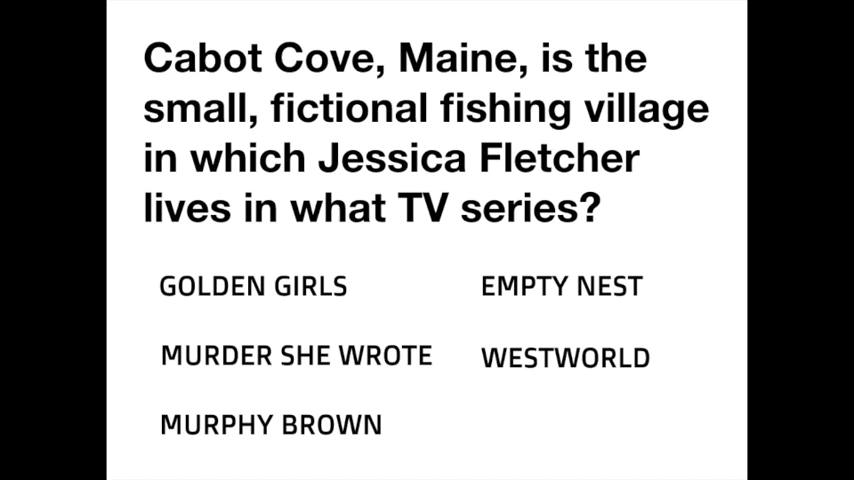 Cabot Cove, Maine, is the
small, fictional fishing village
in which Jessica Fletcher
lives in what TV series?
GOLDEN GIRLS
EMPTY NEST
MURDER SHE WROTE
WESTWORLD
MURPHY BROWN